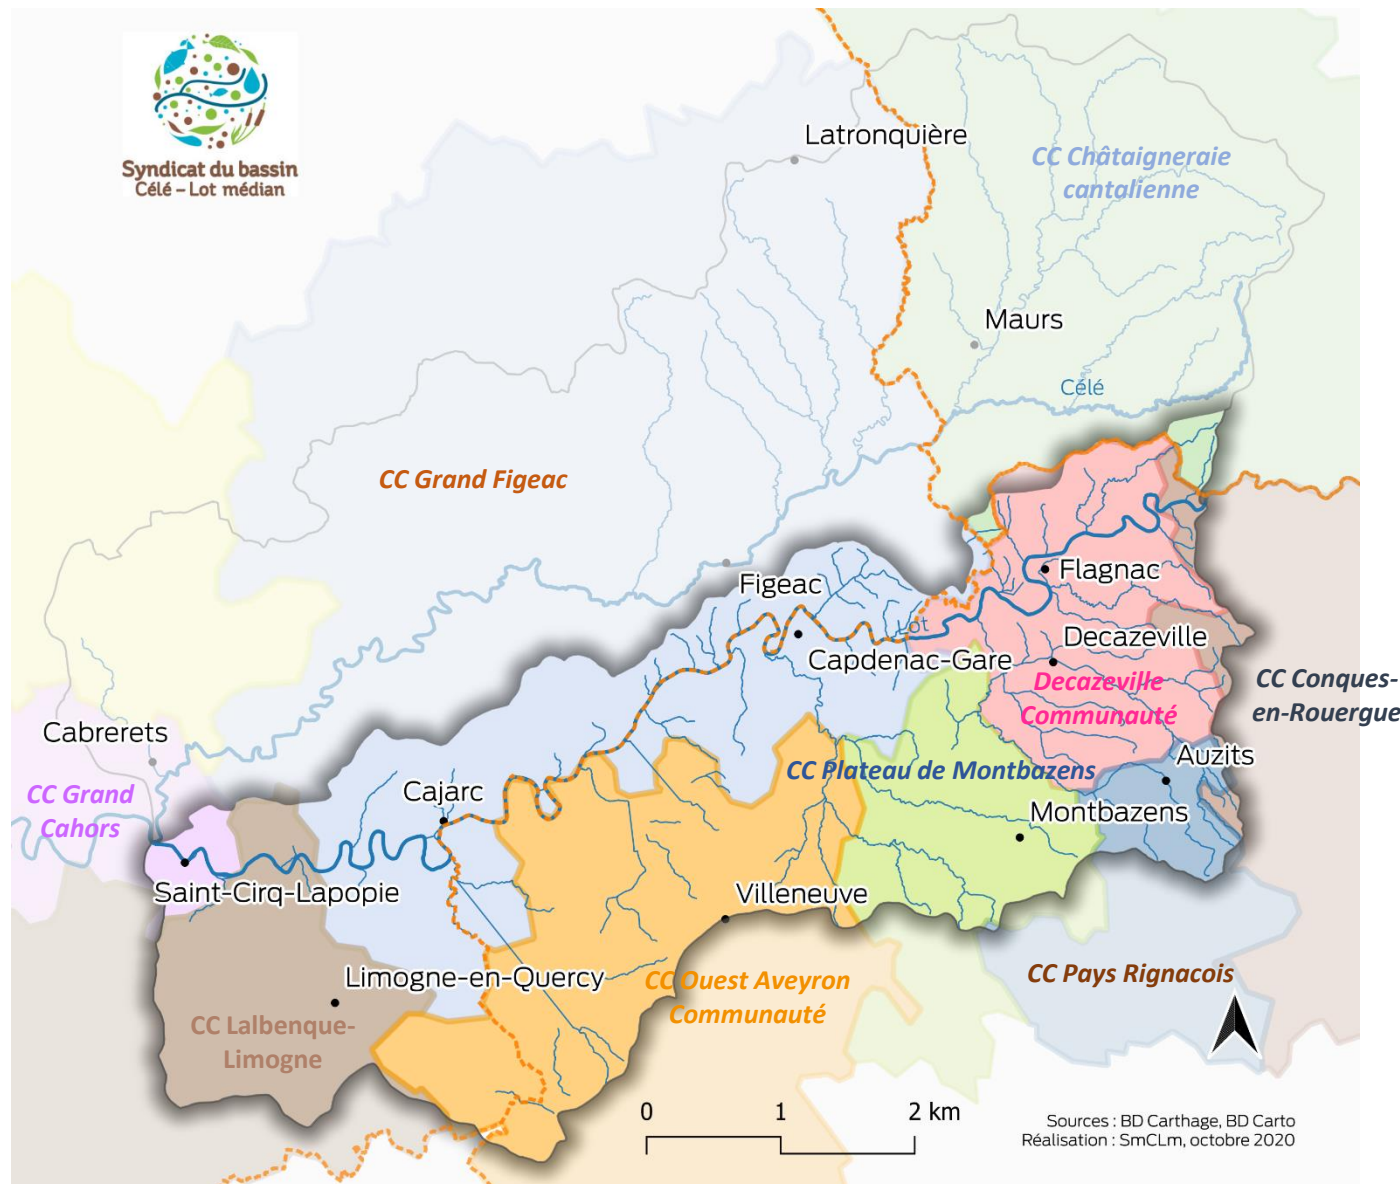 Syndicat du bassin
Célé – Lot médian
Latronquière
CC Châtaigneraie
cantalienne
Maurs
Célé
CC Grand Figeac
Figeac
Flagnac
Lot
Decazeville
Capdenac-Gare
Decazeville
Communauté
CC Conques-
en-Rouergue
Cabrerets
CC Grand
Cahors
Cajarc
CC Plateau de Montbazens
Auzits
Montbazens
Saint-Cirq-Lapopie
Villeneuve
Limogne-en-Quercy
CC Ouest Aveyron
Communauté
CC Pays Rignacois
CC Lalbenque-
Limogne
0 1 2 km
Sources : BD Carthage, BD Carto
Réalisation : SmCLm, octobre 2020